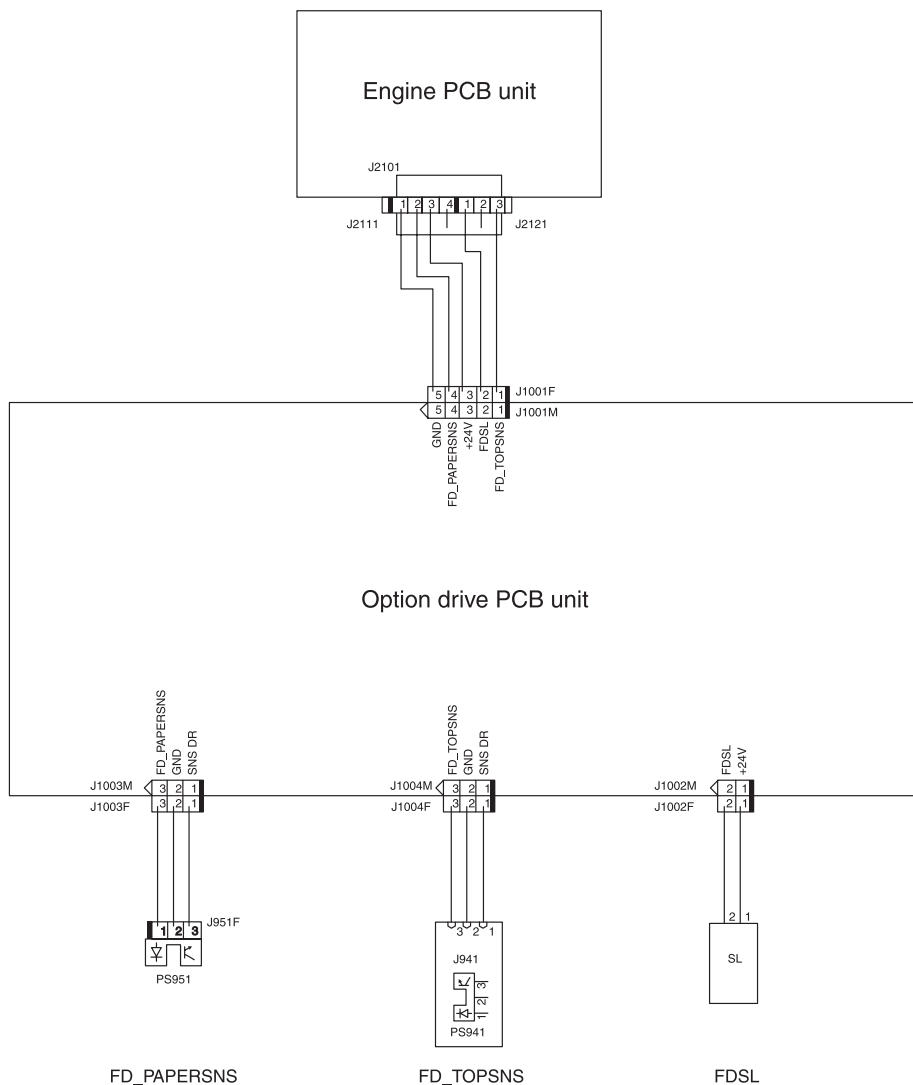 Engine PCB unit
J2101
1 2 3 4 1 2 3
J2111
J2121
5 4 3 2 1
J1001F
5 4 3 2 1
J1001M
GND
FD_PAPERSNS
+24V
FDSL
FD_TOPSNS
Option drive PCB unit
FD_PAPERSNS
GND
SNS DR
FD_TOPSNS
GND
SNS DR
FDSL
+24V
J1003M
3 2 1
J1004M
3 2 1
J1002M
2 1
J1003F
3 2 1
J1004F
3 2 1
J1002F
2 1
1 2 3
J951F
PS951
3 2 1
J941
3
2
1
PS941
2 1
SL
FD_PAPERSNS
FD_TOPSNS
FDSL